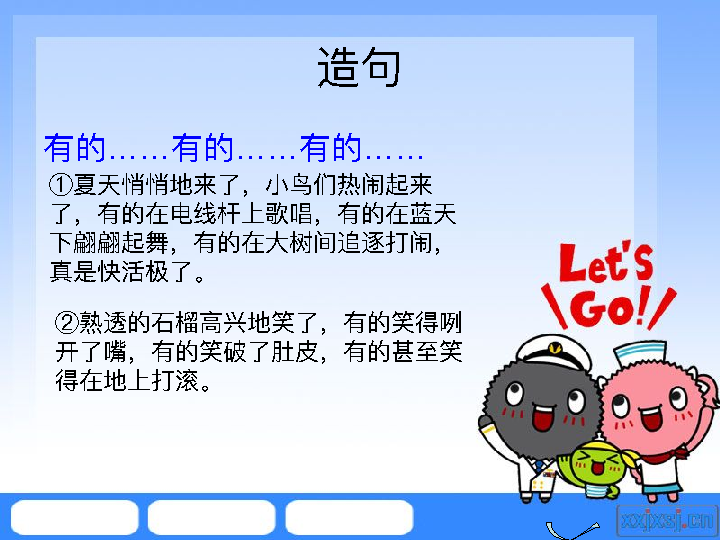 造句
有的……有的……有的……
①夏天悄悄地来了，小鸟们热闹起来
了，有的在电线杆上歌唱，有的在蓝天
下翩翩起舞，有的在大树间追逐打闹，
真是快活极了。
②熟透的石榴高兴地笑了，有的笑得咧
开了嘴，有的笑破了肚皮，有的甚至笑
得在地上打滚。
Let's
Go!!
xxjxsj.cn